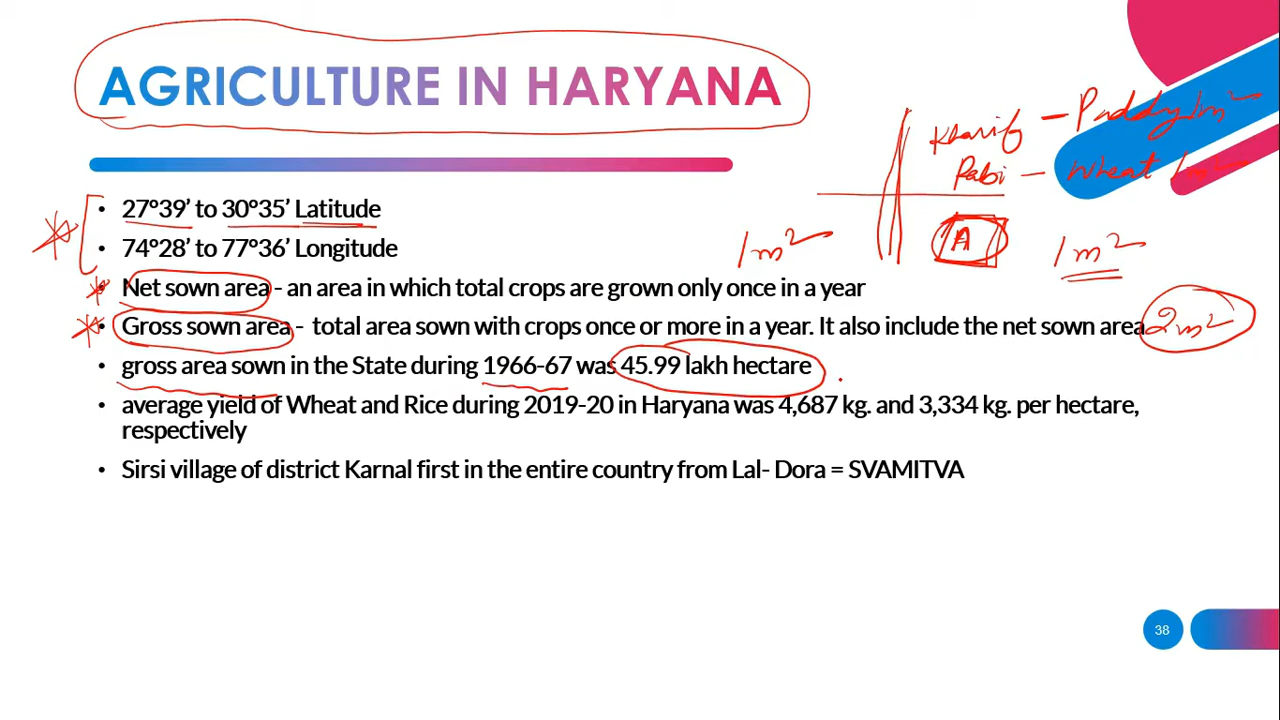 AGRICULTURE IN HARYANA
Kharif - Paddy 1m²
Rabi - Wheat 1m²
• 27°39’ to 30°35’ Latitude
A
1m²
1m²
• 74°28’ to 77°36’ Longitude
• Net sown area - an area in which total crops are grown only once in a year
• Gross sown area - total area sown with crops once or more in a year. It also include the net sown area
2m²
• gross area sown in the State during 1966-67 was 45.99 lakh hectare
• average yield of Wheat and Rice during 2019-20 in Haryana was 4,687 kg. and 3,334 kg. per hectare,
respectively
• Sirsi village of district Karnal first in the entire country from Lal- Dora = SVAMITVA
38